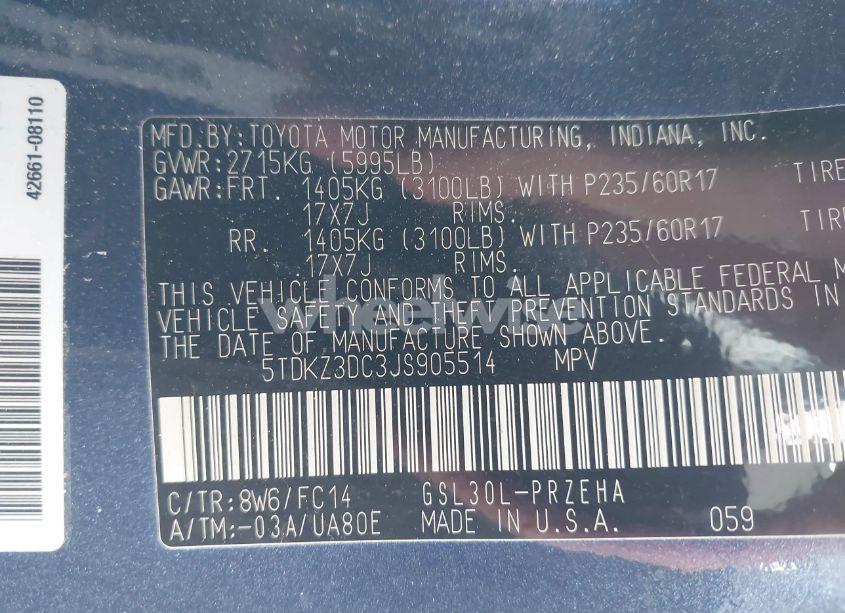 42661-08110
MFD.BY:TOYOTA MOTOR MANUFACTURING, INDIANA, INC.
GVWR:2715KG (5995LB)
GAWR:FRT. 1405KG (3100LB) WITH P235/60R17 TIRE
17X7J RIMS.
RR. 1405KG (3100LB) WITH P235/60R17 TIRE
17X7J RIMS.
THIS VEHICLE CONFORMS TO ALL APPLICABLE FEDERAL M
VEHICLE SAFETY AND THEFT PREVENTION STANDARDS IN
THE DATE OF MANUFACTURE SHOWN ABOVE.
wheelwise
5TDKZ3DC3JS905514 MPV
C/TR:8W6/FC14 GSL30L-PRZEHA
A/TM:-03A/UA80E MADE IN U.S.A. 059